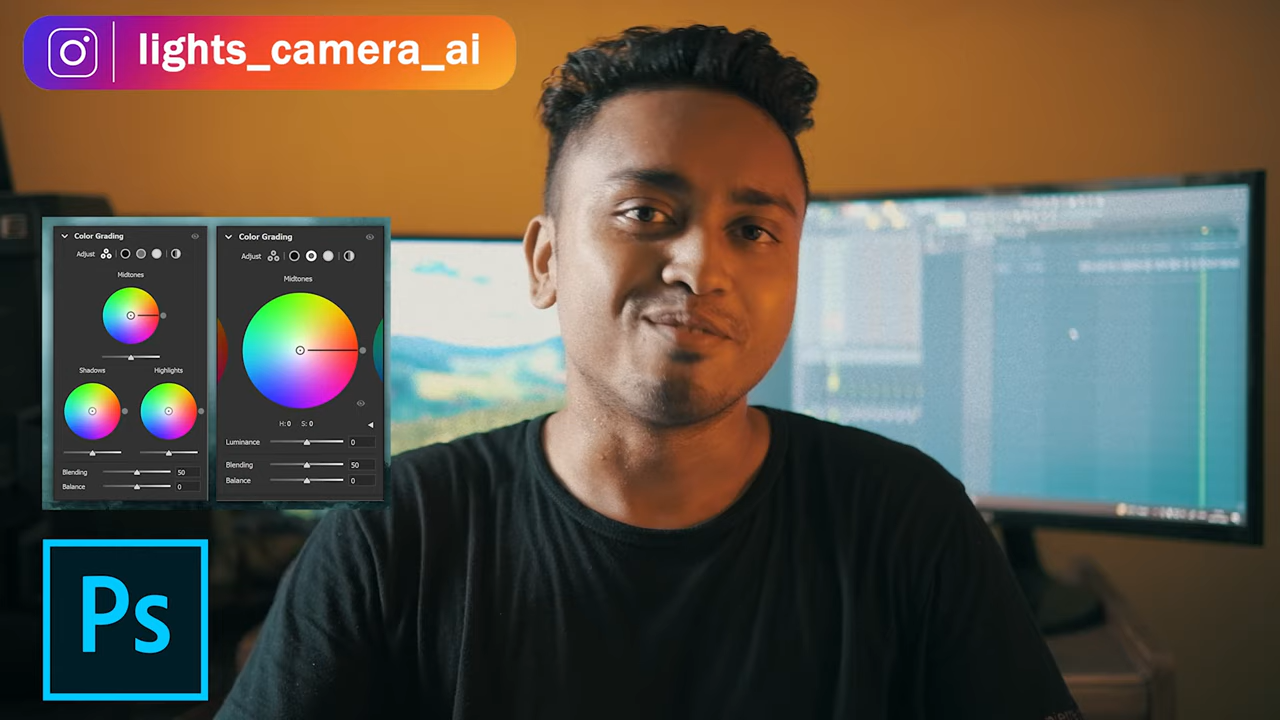 lights_camera_ai
Color Grading
Adjust
Midtones
Shadows Highlights
Blending 50
Balance 0
Color Grading
Adjust
Midtones
H: 0 S: 0
Luminance 0
Blending 50
Balance 0
Ps